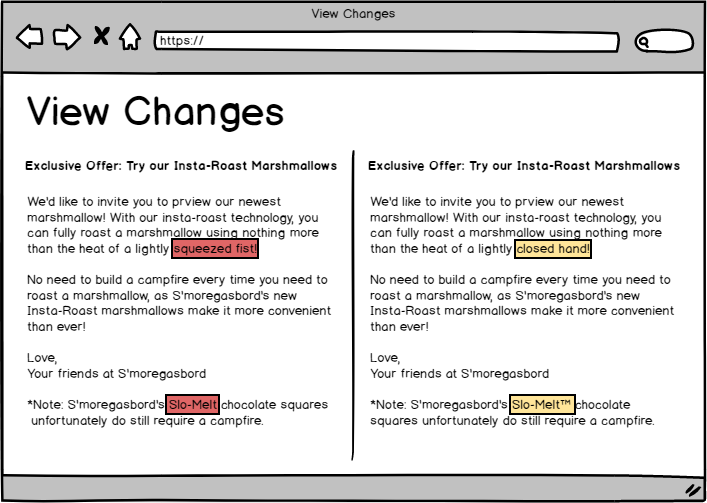 View Changes
https://
View Changes
Exclusive Offer: Try our Insta-Roast Marshmallows
We'd like to invite you to prview our newest
marshmallow! With our insta-roast technology, you
can fully roast a marshmallow using nothing more
than the heat of a lightly squeezed fist!
No need to build a campfire every time you need to
roast a marshmallow, as S'moregasbord's new
Insta-Roast marshmallows make it more convenient
than ever!
Love,
Your friends at S'moregasbord
*Note: S'moregasbord's Slo-Melt chocolate squares
unfortunately do still require a campfire.
Exclusive Offer: Try our Insta-Roast Marshmallows
We'd like to invite you to prview our newest
marshmallow! With our insta-roast technology, you
can fully roast a marshmallow using nothing more
than the heat of a lightly closed hand!
No need to build a campfire every time you need to
roast a marshmallow, as S'moregasbord's new
Insta-Roast marshmallows make it more convenient
than ever!
Love,
Your friends at S'moregasbord
*Note: S'moregasbord's Slo-Melt™ chocolate
squares unfortunately do still require a campfire.